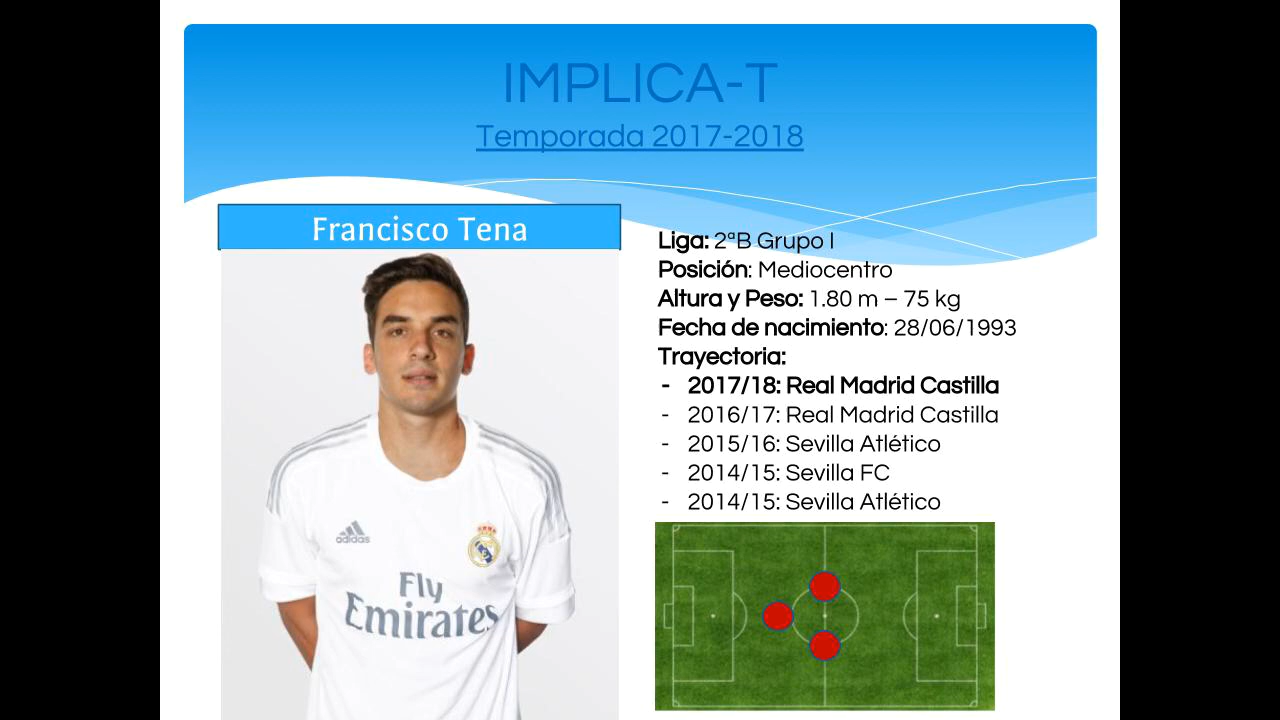 IMPLICA-T
Temporada 2017-2018
Francisco Tena
Liga: 2ªB Grupo I
Posición: Mediocentro
Altura y Peso: 1.80 m – 75 kg
Fecha de nacimiento: 28/06/1993
Trayectoria:
- 2017/18: Real Madrid Castilla
- 2016/17: Real Madrid Castilla
- 2015/16: Sevilla Atlético
- 2014/15: Sevilla FC
- 2014/15: Sevilla Atlético
adidas
Fly
Emirates